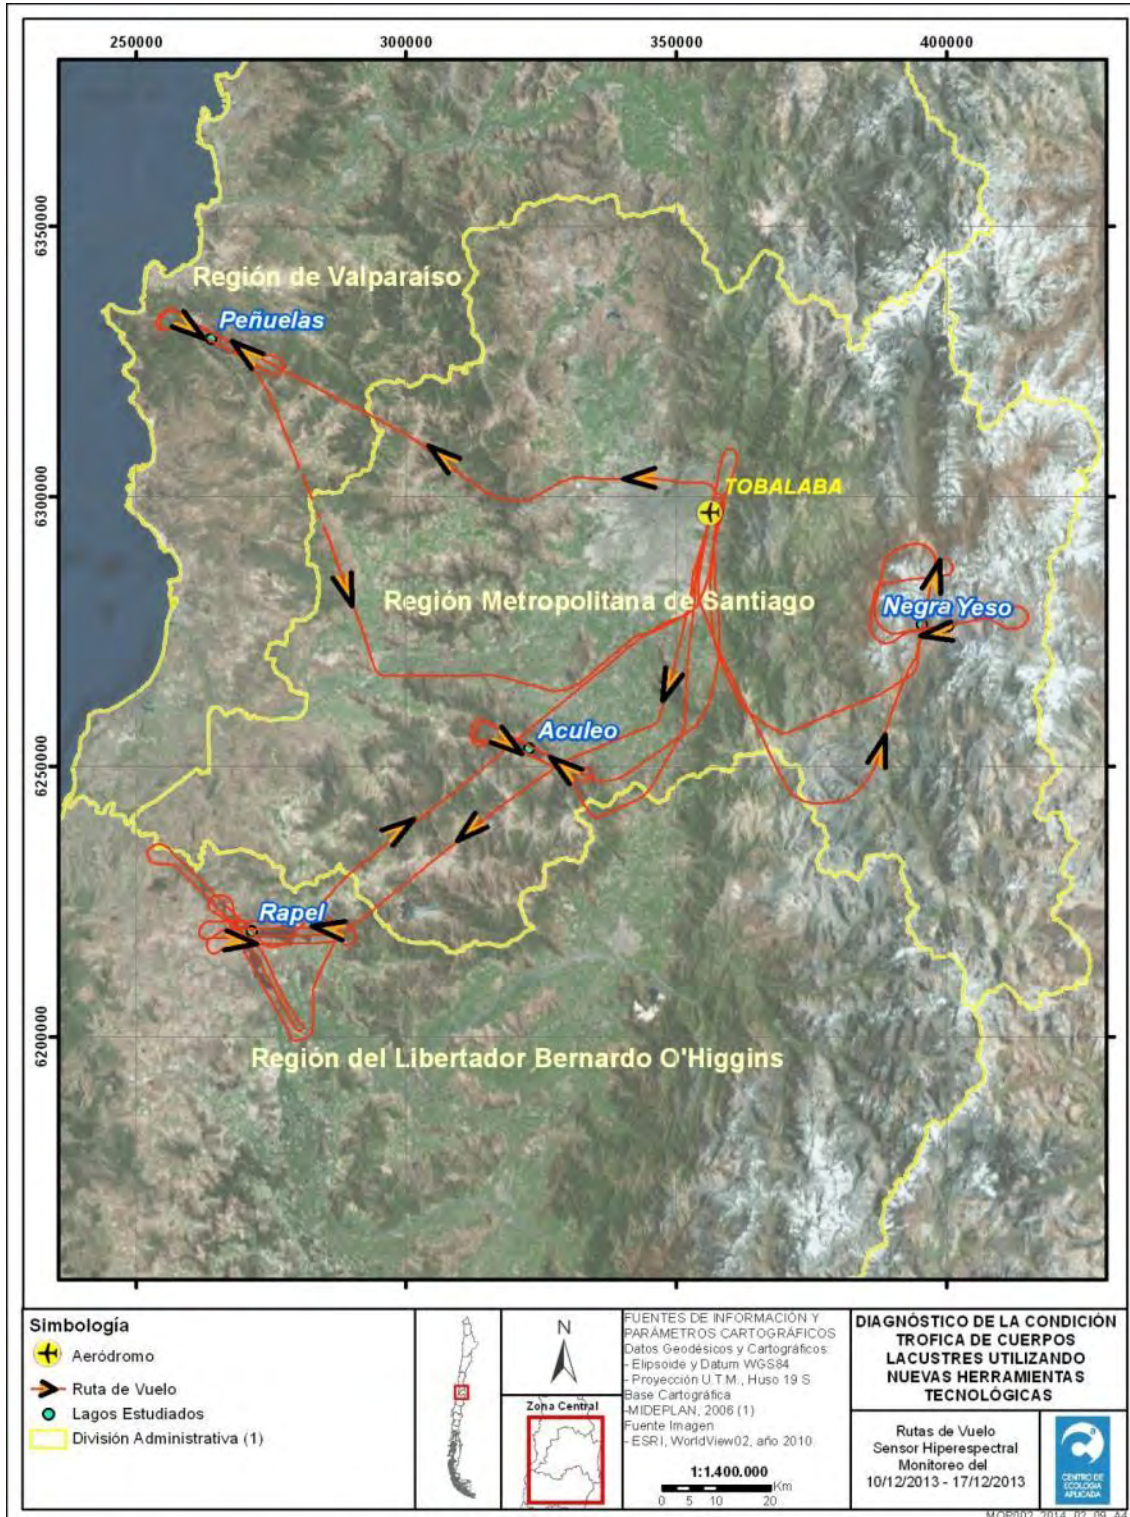 250000 300000 350000 400000
6350000
Región de Valparaíso
Peñuelas
TOBALABA
6300000
Región Metropolitana de Santiago
Negra Yeso
Aculeo
6250000
Rapel
6200000
Región del Libertador Bernardo O'Higgins
Simbología
Aeródromo
Ruta de Vuelo
Lagos Estudiados
División Administrativa (1)
N
Zona Central
FUENTES DE INFORMACIÓN Y
PARÁMETROS CARTOGRÁFICOS
Datos Geodésicos y Cartográficos:
- Elipsoide y Datum WGS84
- Proyección U.T.M., Huso 19 S
Base Cartográfica
-MIDEPLAN, 2006 (1)
Fuente Imagen
- ESRI, WorldView02, año 2010
1:1.400.000
Km
0 5 10 20
DIAGNÓSTICO DE LA CONDICIÓN
TROFICA DE CUERPOS
LACUSTRES UTILIZANDO
NUEVAS HERRAMIENTAS
TECNOLÓGICAS
Rutas de Vuelo
Sensor Hiperespectral
Monitoreo del
10/12/2013 - 17/12/2013
CENTRO DE
ECOLOGIA
APLICADA
MOP002_2014_02_09_A4